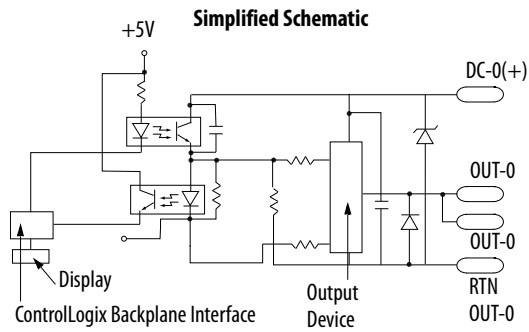 Simplified Schematic
+5V
DC-0(+)
OUT-0
OUT-0
Display
ControlLogix Backplane Interface
Output
Device
RTN
OUT-0